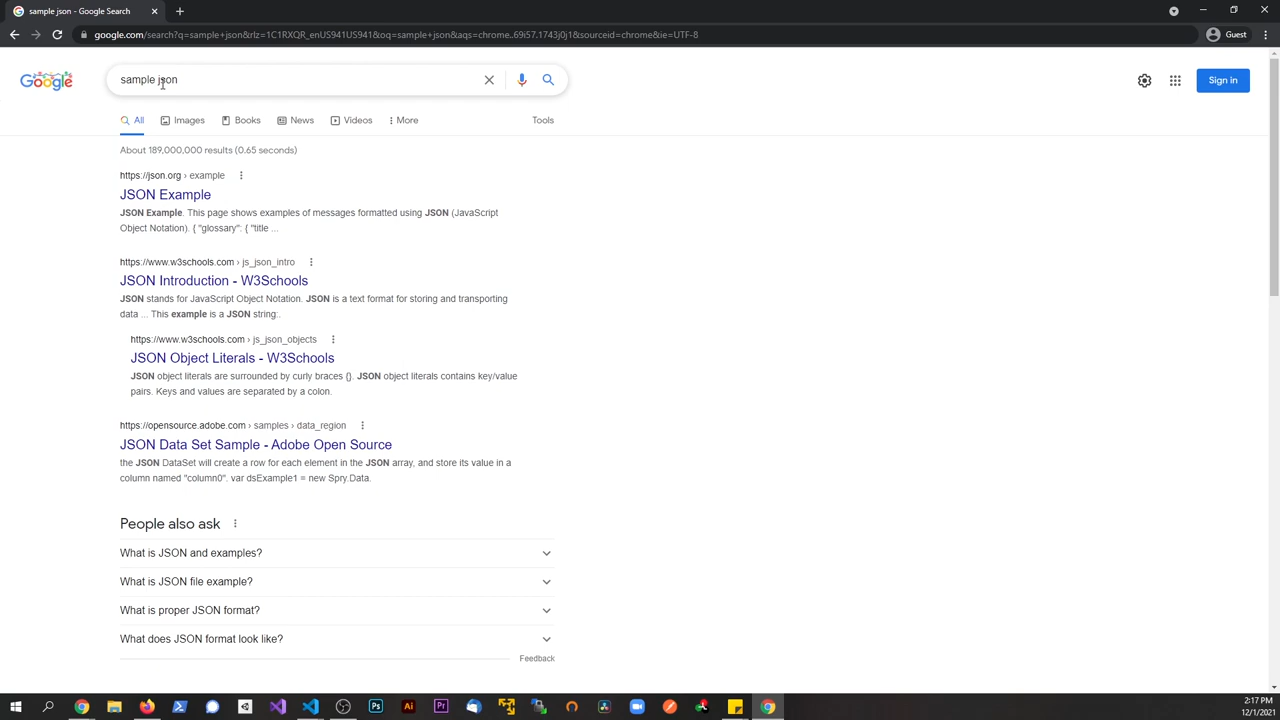 sample json - Google Search
google.com/search?q=sample+json&rlz=1C1RXQR_enUS941US941&oq=sample+json&aqs=chrome..69i57.1743j0j1&sourceid=chrome&ie=UTF-8
Guest
Google
sample json
Sign in
All Images Books News Videos More Tools
About 189,000,000 results (0.65 seconds)
https://json.org › example
JSON Example
JSON Example. This page shows examples of messages formatted using JSON (JavaScript
Object Notation). { "glossary": { "title ...
https://www.w3schools.com › js_json_intro
JSON Introduction - W3Schools
JSON stands for JavaScript Object Notation. JSON is a text format for storing and transporting
data ... This example is a JSON string:.
https://www.w3schools.com › js_json_objects
JSON Object Literals - W3Schools
JSON object literals are surrounded by curly braces {}. JSON object literals contains key/value
pairs. Keys and values are separated by a colon.
https://opensource.adobe.com › samples › data_region
JSON Data Set Sample - Adobe Open Source
the JSON DataSet will create a row for each element in the JSON array, and store its value in a
column named "column0". var dsExample1 = new Spry.Data.
People also ask
What is JSON and examples?
What is JSON file example?
What is proper JSON format?
What does JSON format look like?
Feedback
Ps Ai Pr
2:17 PM
12/1/2021